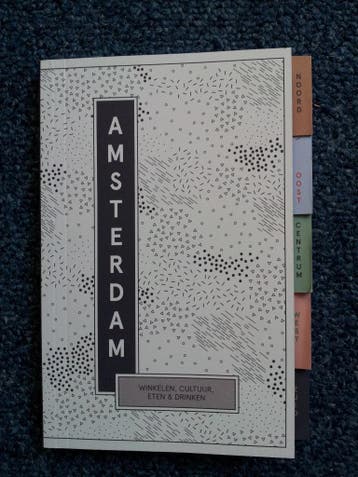 AMSTERDAM
WINKELEN, CULTUUR,
ETEN & DRINKEN
NOORD
OOST
CENTRUM
WEST